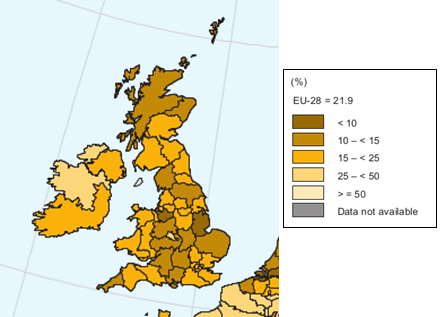 (%)
EU-28 = 21.9
< 10
10 – < 15
15 – < 25
25 – < 50
> = 50
Data not available